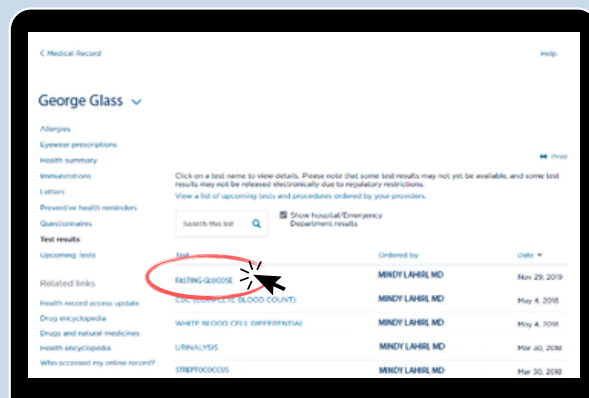 < Medical Record
Help
George Glass
Allergies
Eyewear prescriptions
Health summary
Immunizations
Letters
Preventive health reminders
Questionnaires
Test results
Upcoming Tests
Related links
Health record access update
Drug encyclopedia
Drugs and natural medicines
Health encyclopedia
Who accessed my online record?
Print
Click on a test name to view details. Please note that some test results may not yet be available, and some test
results may not be released electronically due to regulatory restrictions.
View a list of upcoming tests and procedures ordered by your providers.
Search this list
Show hospital/Emergency
Department results
Test Ordered by Date
FASTING GLUCOSE MINDY LAHIRI, MD Nov 29, 2019
CBC (COMPLETE BLOOD COUNT) MINDY LAHIRI, MD May 4, 2018
WHITE BLOOD CELL DIFFERENTIAL MINDY LAHIRI, MD May 4, 2018
URINALYSIS MINDY LAHIRI, MD Mar 30, 2018
STREPTOCOCCUS MINDY LAHIRI, MD Mar 30, 2018